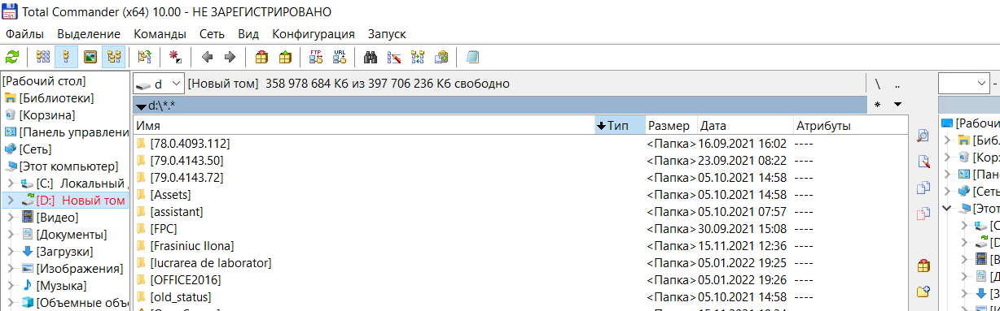 Total Commander (x64) 10.00 - НЕ ЗАРЕГИСТРИРОВАНО
Файлы Выделение Команды Сеть Вид Конфигурация Запуск
FTP URL
[Рабочий стол]
[Библиотеки]
[Корзина]
[Панель управлени
[Сеть]
[Этот компьютер]
[C:] Локальный
[D:] Новый том
[Видео]
[Документы]
[Загрузки]
[Изображения]
[Музыка]
[Объемные объ
d [Новый том] 358 978 684 Кб из 397 706 236 Кб свободно \ ..
d:\*.* *
Имя Тип Размер Дата Атрибуты
[78.0.4093.112] <Папка> 16.09.2021 16:02 ----
[79.0.4143.50] <Папка> 23.09.2021 08:22 ----
[79.0.4143.72] <Папка> 05.10.2021 14:58 ----
[Assets] <Папка> 05.10.2021 14:58 ----
[assistant] <Папка> 05.10.2021 07:57 ----
[FPC] <Папка> 30.09.2021 15:08 ----
[Frasiniuc Ilona] <Папка> 15.11.2021 12:36 ----
[lucrarea de laborator] <Папка> 05.01.2022 19:25 ----
[OFFICE2016] <Папка> 05.01.2022 19:26 ----
[old_status] <Папка> 05.10.2021 14:58 ----
-
[Рабочи
[Библ
[Корз
[Пане
[Сеть
[Этот
[C
[D
[В
[Д
[З